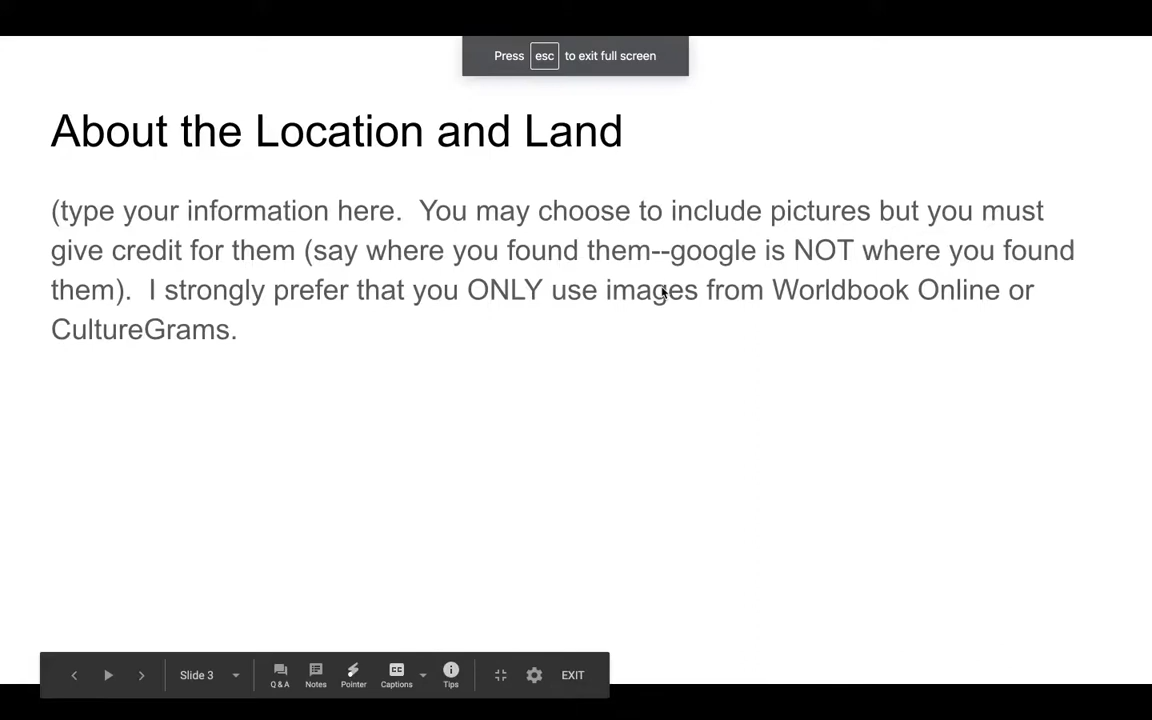 Press esc to exit full screen
About the Location and Land
(type your information here.  You may choose to include pictures but you must
give credit for them (say where you found them--google is NOT where you found
them).  I strongly prefer that you ONLY use images from Worldbook Online or
CultureGrams.
Slide 3 Q & A Notes Pointer CC Captions Tips EXIT